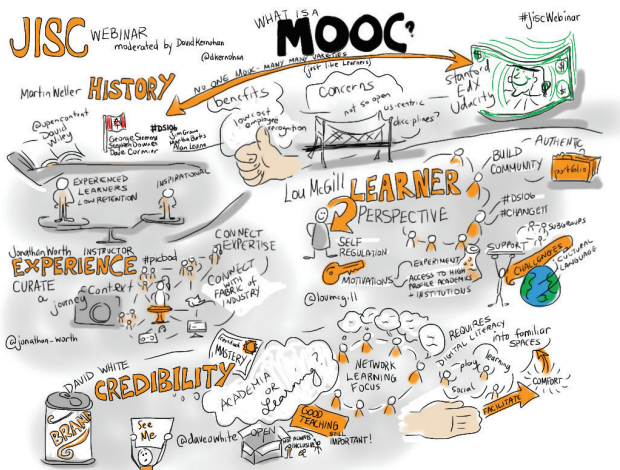 JISC WEBINAR
moderated by David Kernohan
@dkernohan
WHAT IS A
MOOC?
#jiscWebinar
NO ONE MOOC - MANY MANY VARIETIES
(just like learners)
Martin Weller HISTORY
@opencontent
David
Wiley
#DS106
George Siemens
Stephen Downes
Dave Cormier
Jim Groom
Martha Burtis
Alan Levine
benefits
low cost
employee
recognition
CONCERNS
not so open
us-centric
disciplines?
Stanford
EdX
Udacity
EXPERIENCED
LEARNERS
LOW RETENTION
INSPIRATIONAL
Lou McGill
LEARNER
PERSPECTIVE
SELF
REGULATION
MOTIVATIONS
EXPERIMENT
ACCESS TO HIGH
PROFILE ACADEMICS
+ INSTITUTIONS
@loumcgill
BUILD
COMMUNITY
AUTHENTIC
portfolio
#DS106
#CHANGE11
SUBGROUPS
SUPPORT
CHALLENGES
CULTURAL
LANGUAGE
Jonathan Worth INSTRUCTOR
EXPERIENCE #picbod
CURATE
a
journey
CONTEXT
CONNECT
EXPERTISE
CONNECT
WITH
FABRIC of
INDUSTRY
@jonathan_worth
DAVID WHITE
CREDIBILITY
MASTERY
ACADEMIA
OR
Learning?
NETWORK
LEARNING
FOCUS
REQUIRES
DIGITAL LITERACY
into familiar
SPACES
play
learning
social
COMFORT
FACILITATE
BRAND
See
Me
@daveowhite
OPEN
ALWAYS
INCLUSIVE
GOOD
TEACHING
STILL
IMPORTANT!